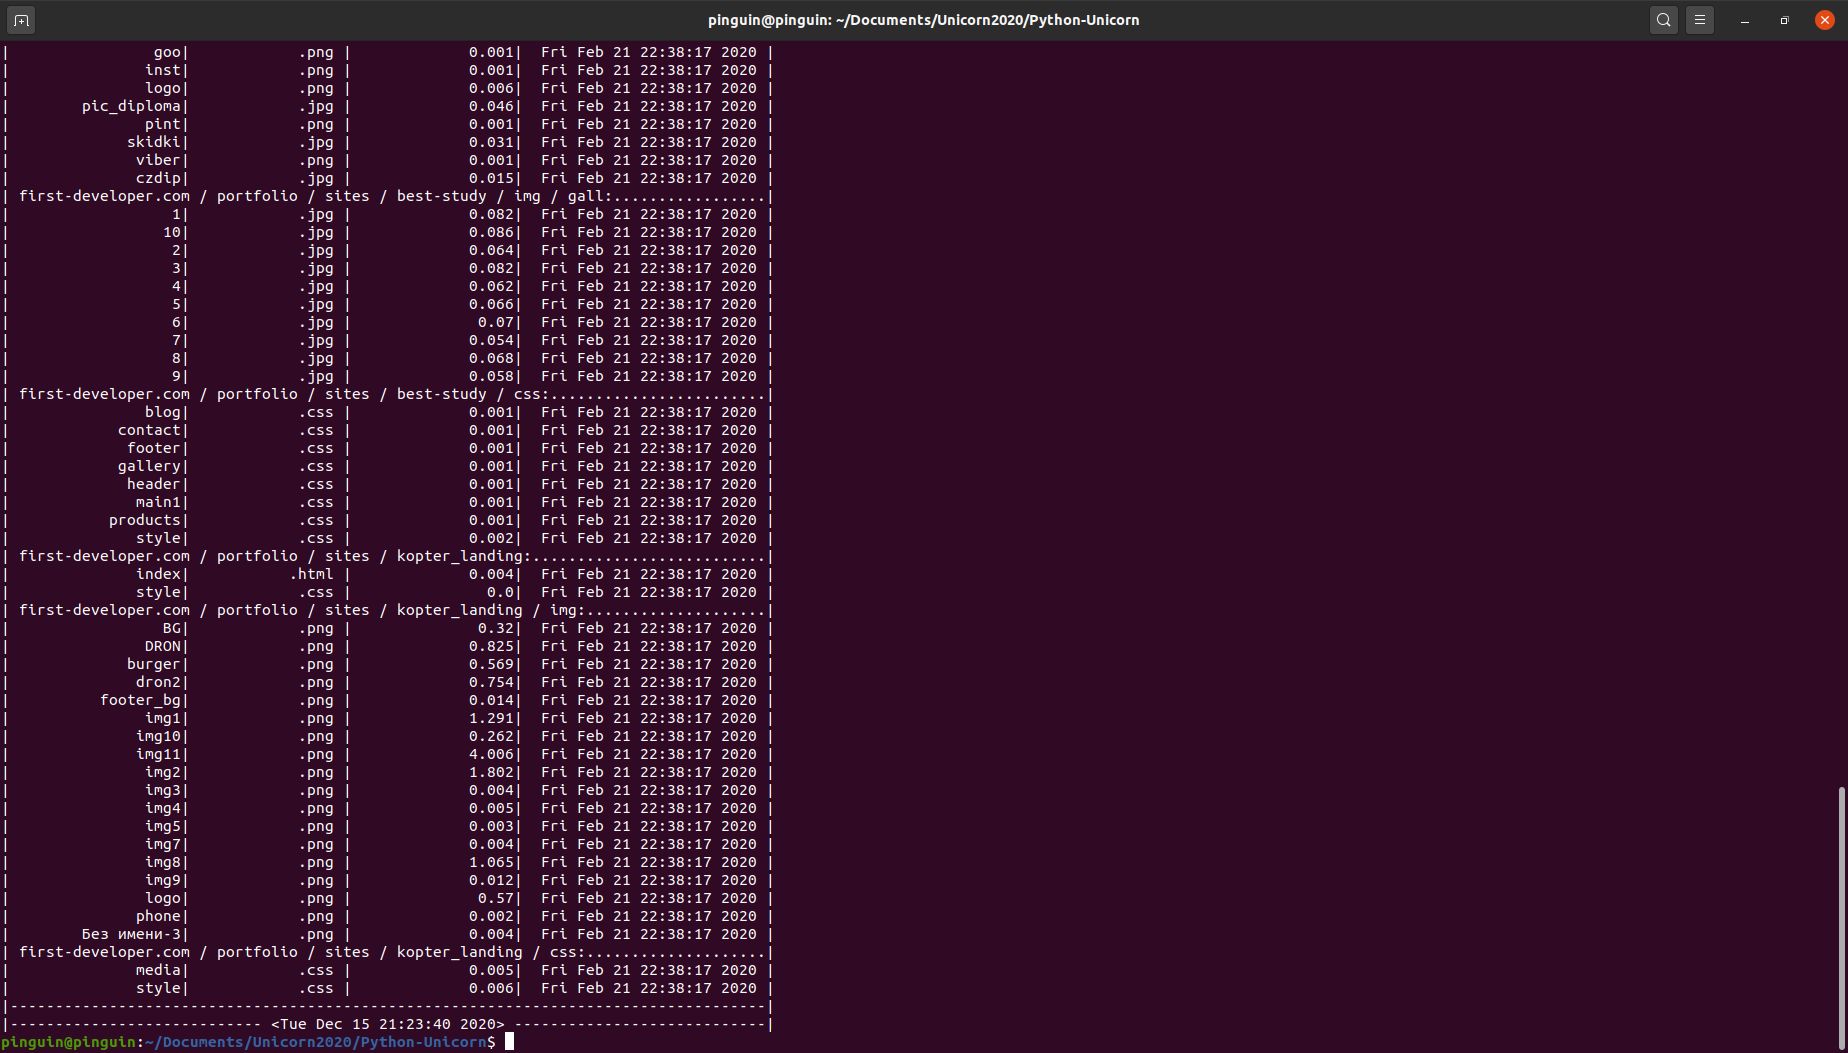 pinguin@pinguin: ~/Documents/Unicorn2020/Python-Unicorn
| goo| .png | 0.001| Fri Feb 21 22:38:17 2020 |
| inst| .png | 0.001| Fri Feb 21 22:38:17 2020 |
| logo| .png | 0.006| Fri Feb 21 22:38:17 2020 |
| pic_diploma| .jpg | 0.046| Fri Feb 21 22:38:17 2020 |
| pint| .png | 0.001| Fri Feb 21 22:38:17 2020 |
| skidki| .jpg | 0.031| Fri Feb 21 22:38:17 2020 |
| viber| .png | 0.001| Fri Feb 21 22:38:17 2020 |
| czdip| .jpg | 0.015| Fri Feb 21 22:38:17 2020 |
| first-developer.com / portfolio / sites / best-study / img / gall:.................|
| 1| .jpg | 0.082| Fri Feb 21 22:38:17 2020 |
| 10| .jpg | 0.086| Fri Feb 21 22:38:17 2020 |
| 2| .jpg | 0.064| Fri Feb 21 22:38:17 2020 |
| 3| .jpg | 0.082| Fri Feb 21 22:38:17 2020 |
| 4| .jpg | 0.062| Fri Feb 21 22:38:17 2020 |
| 5| .jpg | 0.066| Fri Feb 21 22:38:17 2020 |
| 6| .jpg | 0.07| Fri Feb 21 22:38:17 2020 |
| 7| .jpg | 0.054| Fri Feb 21 22:38:17 2020 |
| 8| .jpg | 0.068| Fri Feb 21 22:38:17 2020 |
| 9| .jpg | 0.058| Fri Feb 21 22:38:17 2020 |
| first-developer.com / portfolio / sites / best-study / css:........................|
| blog| .css | 0.001| Fri Feb 21 22:38:17 2020 |
| contact| .css | 0.001| Fri Feb 21 22:38:17 2020 |
| footer| .css | 0.001| Fri Feb 21 22:38:17 2020 |
| gallery| .css | 0.001| Fri Feb 21 22:38:17 2020 |
| header| .css | 0.001| Fri Feb 21 22:38:17 2020 |
| main1| .css | 0.001| Fri Feb 21 22:38:17 2020 |
| products| .css | 0.001| Fri Feb 21 22:38:17 2020 |
| style| .css | 0.002| Fri Feb 21 22:38:17 2020 |
| first-developer.com / portfolio / sites / kopter_landing:..........................|
| index| .html | 0.004| Fri Feb 21 22:38:17 2020 |
| style| .css | 0.0| Fri Feb 21 22:38:17 2020 |
| first-developer.com / portfolio / sites / kopter_landing / img:....................|
| BG| .png | 0.32| Fri Feb 21 22:38:17 2020 |
| DRON| .png | 0.825| Fri Feb 21 22:38:17 2020 |
| burger| .png | 0.569| Fri Feb 21 22:38:17 2020 |
| dron2| .png | 0.754| Fri Feb 21 22:38:17 2020 |
| footer_bg| .png | 0.014| Fri Feb 21 22:38:17 2020 |
| img1| .png | 1.291| Fri Feb 21 22:38:17 2020 |
| img10| .png | 0.262| Fri Feb 21 22:38:17 2020 |
| img11| .png | 4.006| Fri Feb 21 22:38:17 2020 |
| img2| .png | 1.802| Fri Feb 21 22:38:17 2020 |
| img3| .png | 0.004| Fri Feb 21 22:38:17 2020 |
| img4| .png | 0.005| Fri Feb 21 22:38:17 2020 |
| img5| .png | 0.003| Fri Feb 21 22:38:17 2020 |
| img7| .png | 0.004| Fri Feb 21 22:38:17 2020 |
| img8| .png | 1.065| Fri Feb 21 22:38:17 2020 |
| img9| .png | 0.012| Fri Feb 21 22:38:17 2020 |
| logo| .png | 0.57| Fri Feb 21 22:38:17 2020 |
| phone| .png | 0.002| Fri Feb 21 22:38:17 2020 |
| Без имени-3| .png | 0.004| Fri Feb 21 22:38:17 2020 |
| first-developer.com / portfolio / sites / kopter_landing / css:....................|
| media| .css | 0.005| Fri Feb 21 22:38:17 2020 |
| style| .css | 0.006| Fri Feb 21 22:38:17 2020 |
|------------------------------------------------------------------------------------|
|---------------------------- <Tue Dec 15 21:23:40 2020> ----------------------------|
pinguin@pinguin:~/Documents/Unicorn2020/Python-Unicorn$